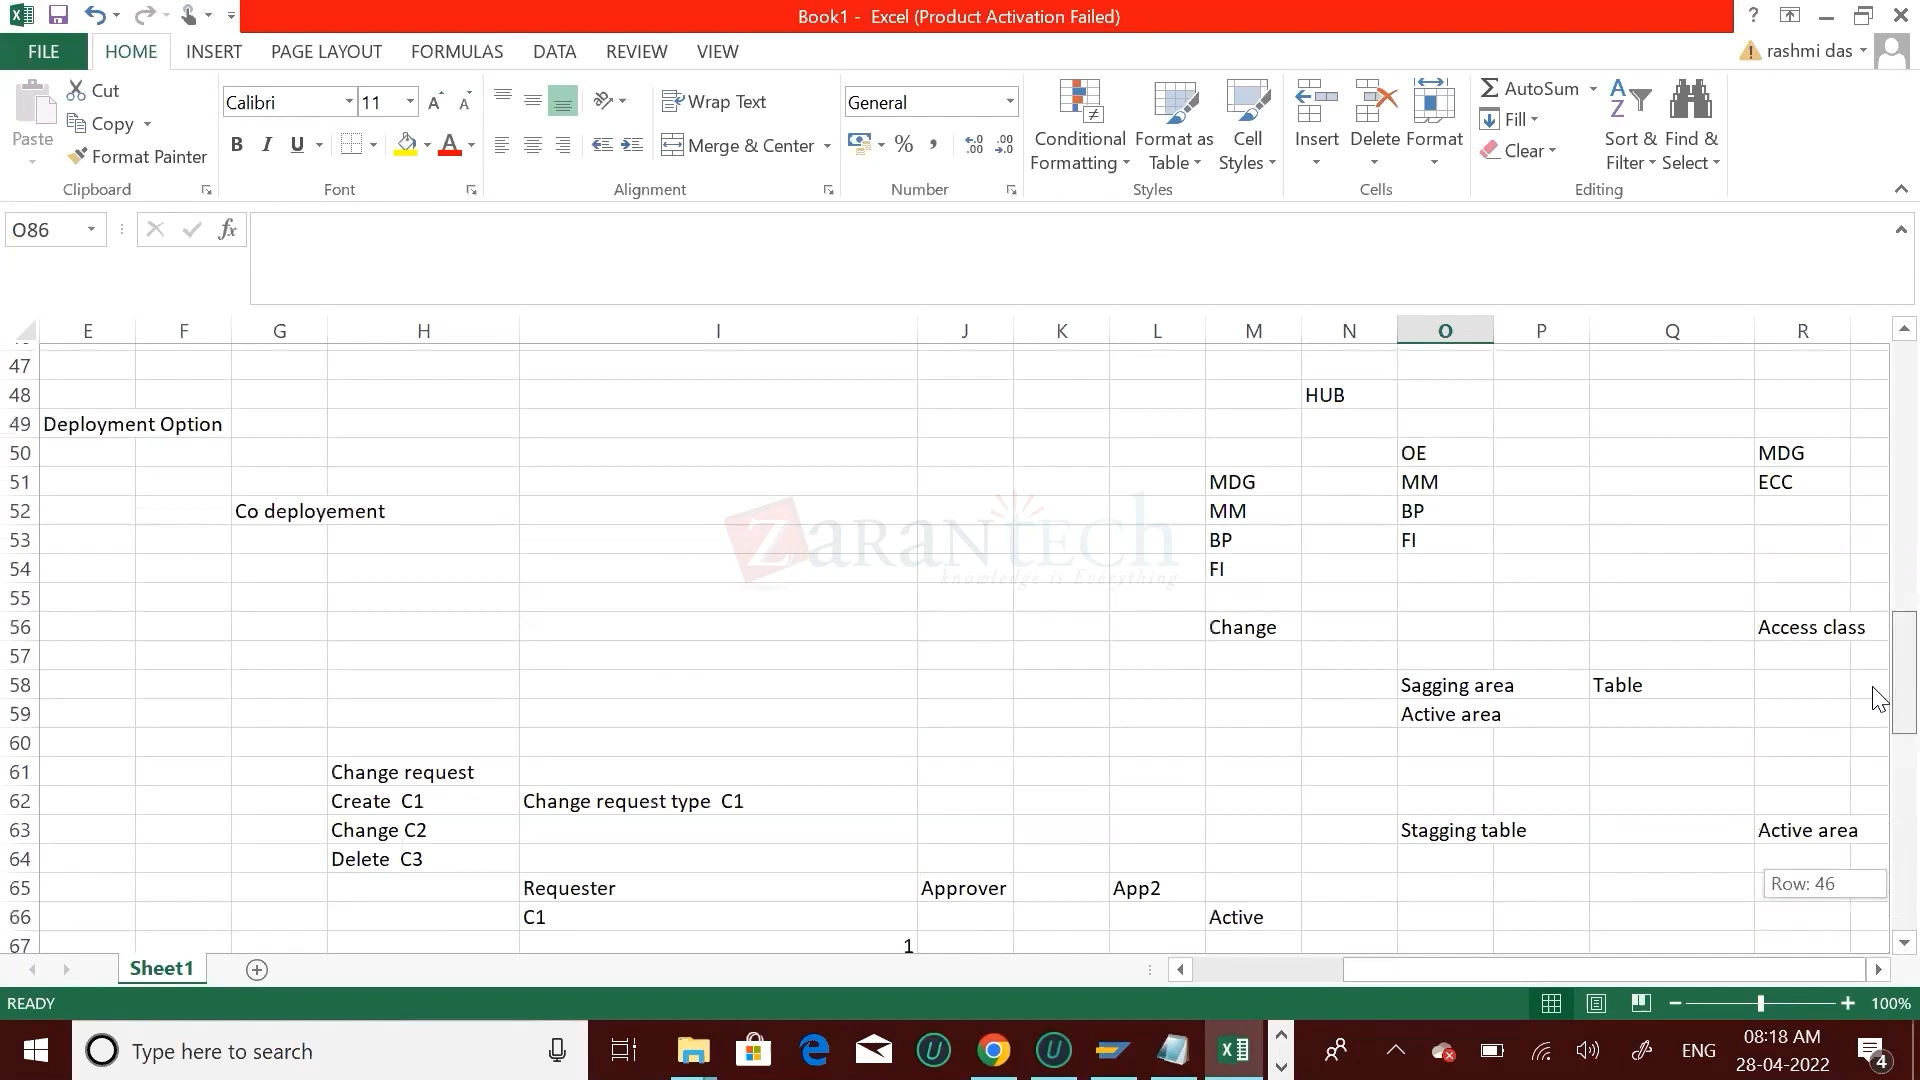 Book1 -  Excel (Product Activation Failed)
?
FILE HOME INSERT PAGE LAYOUT FORMULAS DATA REVIEW VIEW
rashmi das
Paste
Cut
Copy
Format Painter
Clipboard
Calibri 11
B I U A
Font
Wrap Text
Merge & Center
Alignment
General
% ,
Number
Conditional Formatting
Format as Table
Cell Styles
Styles
Insert Delete Format
Cells
AutoSum
Fill
Clear
Sort & Filter
Find & Select
Editing
O86 fx
E F G H I J K L M N O P Q R
47
48 HUB
49 Deployment Option
50 OE MDG
51 MDG MM ECC
52 Co deployement MM BP
53 BP FI
54 FI
55
56 Change Access class
57
58 Sagging area Table
59 Active area
60
61 Change request
62 Create  C1 Change request type  C1
63 Change C2 Stagging table Active area
64 Delete  C3
65 Requester Approver App2
66 C1 Active
67 1
Row: 46
ZaranTech
knowledge is Everything
Sheet1
READY
100%
Type here to search
ENG
08:18 AM
28-04-2022
4